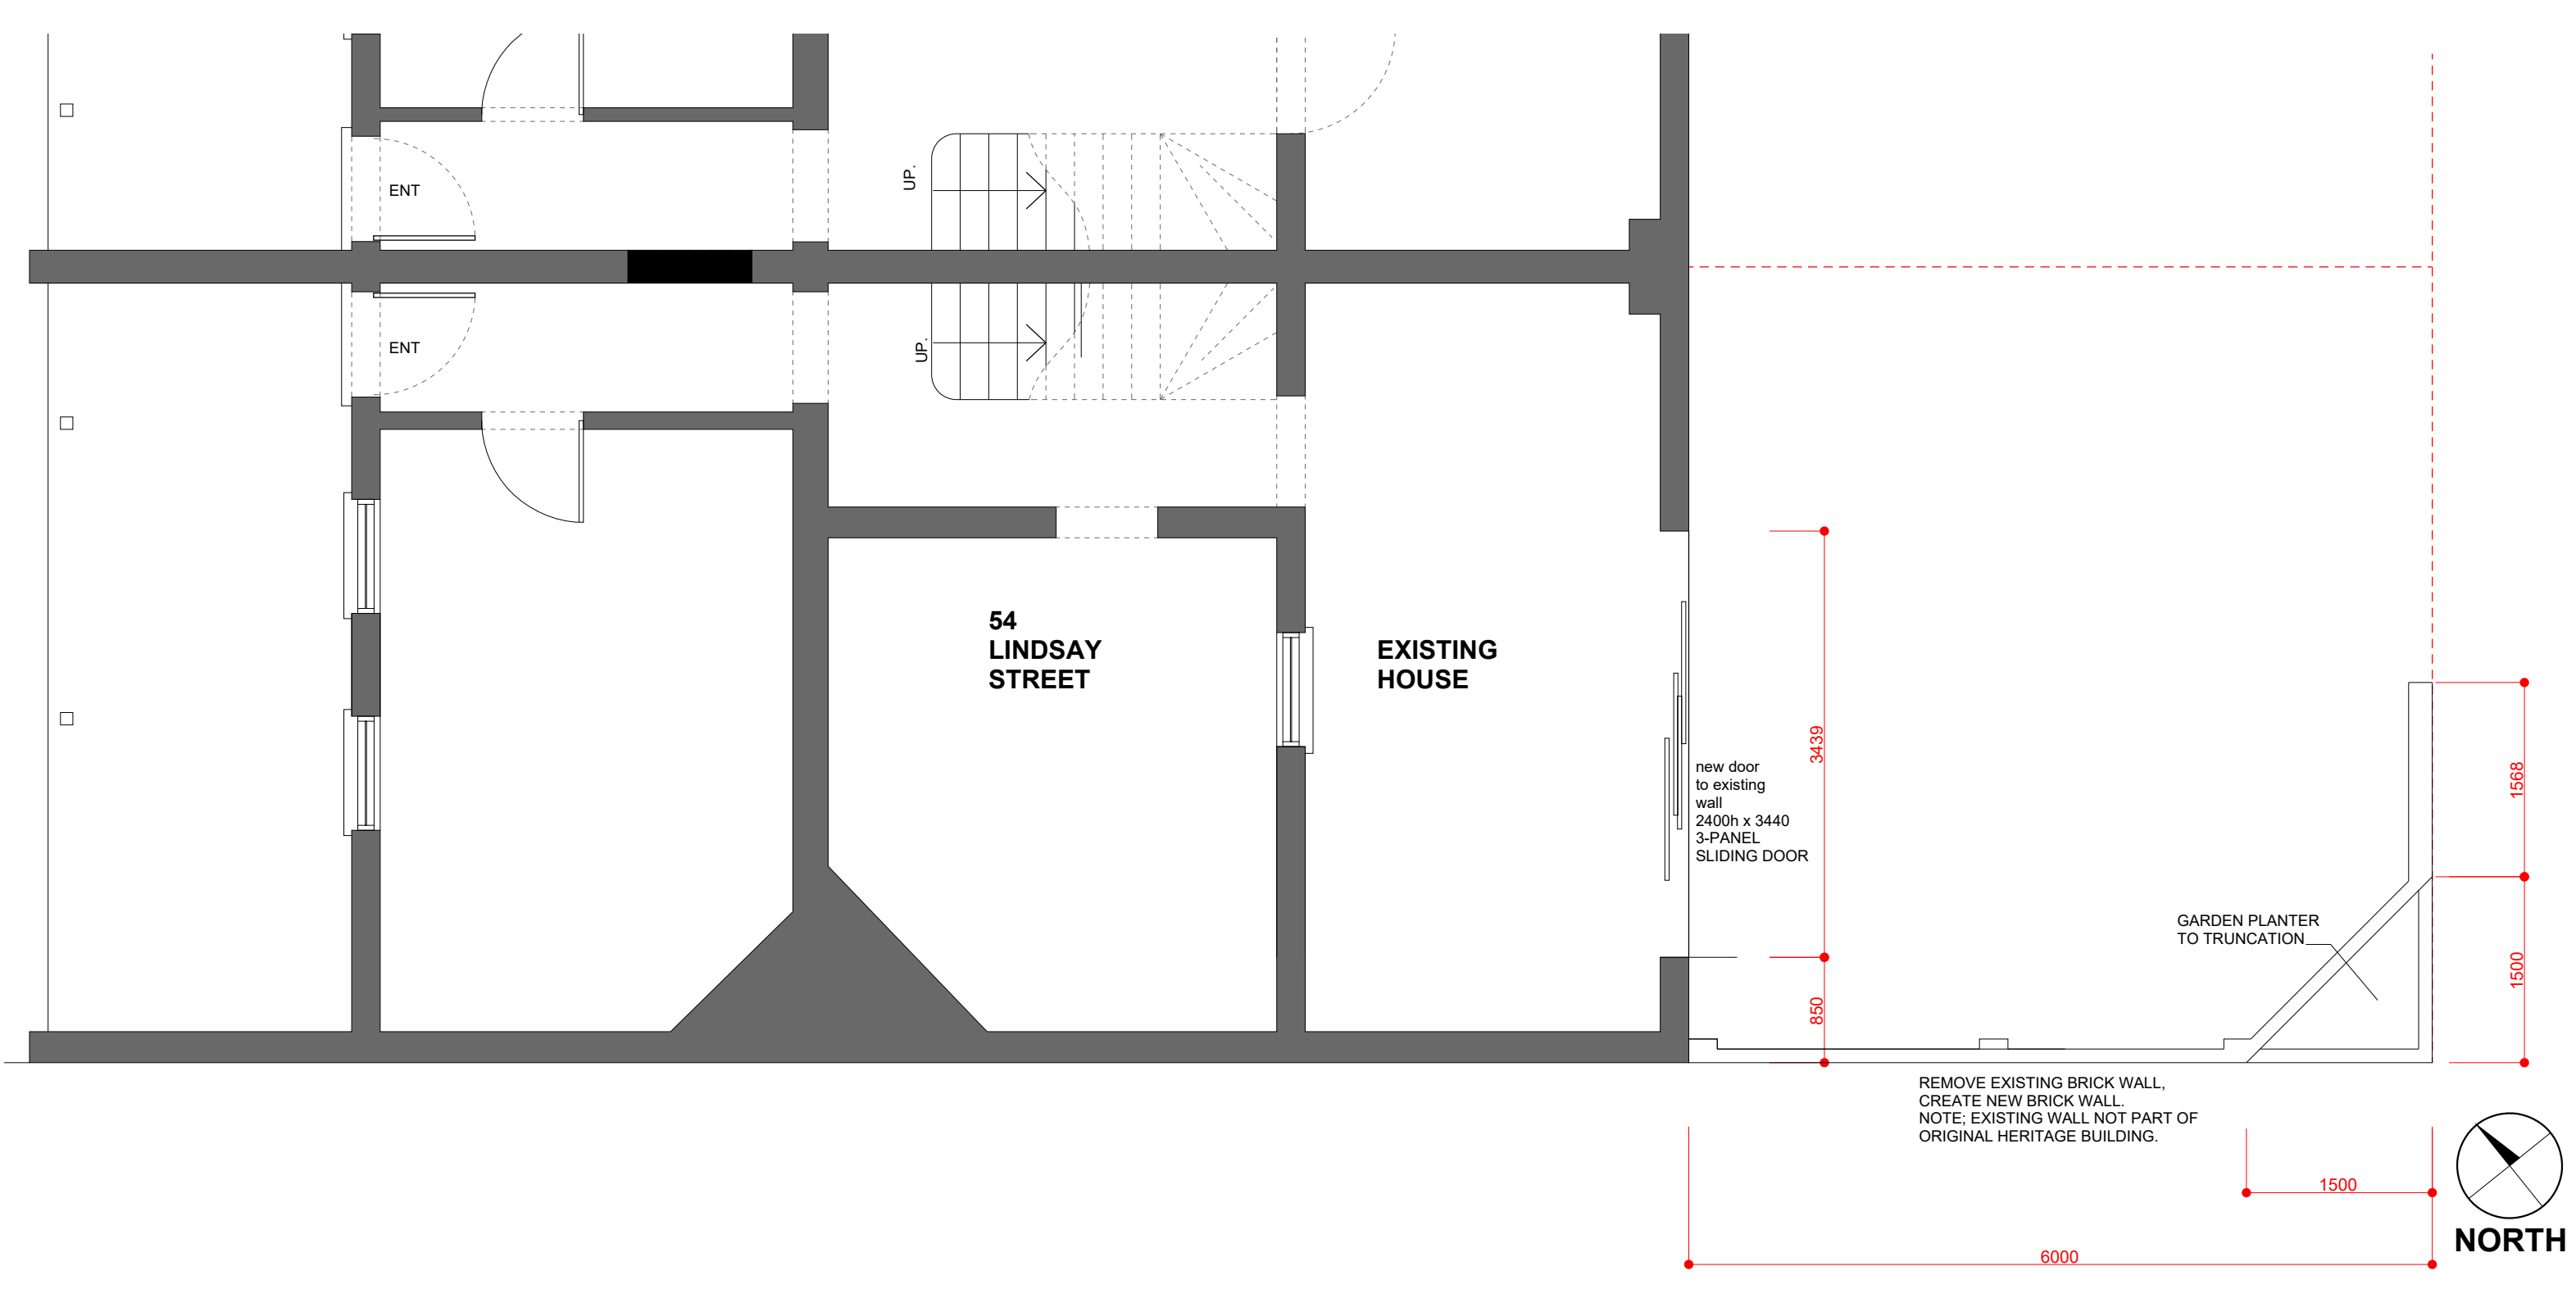 ENT
UP.
ENT
UP.
54
LINDSAY
STREET
EXISTING
HOUSE
3439
new door
to existing
wall
2400h x 3440
3-PANEL
SLIDING DOOR
1568
GARDEN PLANTER
TO TRUNCATION
1500
850
REMOVE EXISTING BRICK WALL,
CREATE NEW BRICK WALL.
NOTE; EXISTING WALL NOT PART OF
ORIGINAL HERITAGE BUILDING.
1500
NORTH
6000